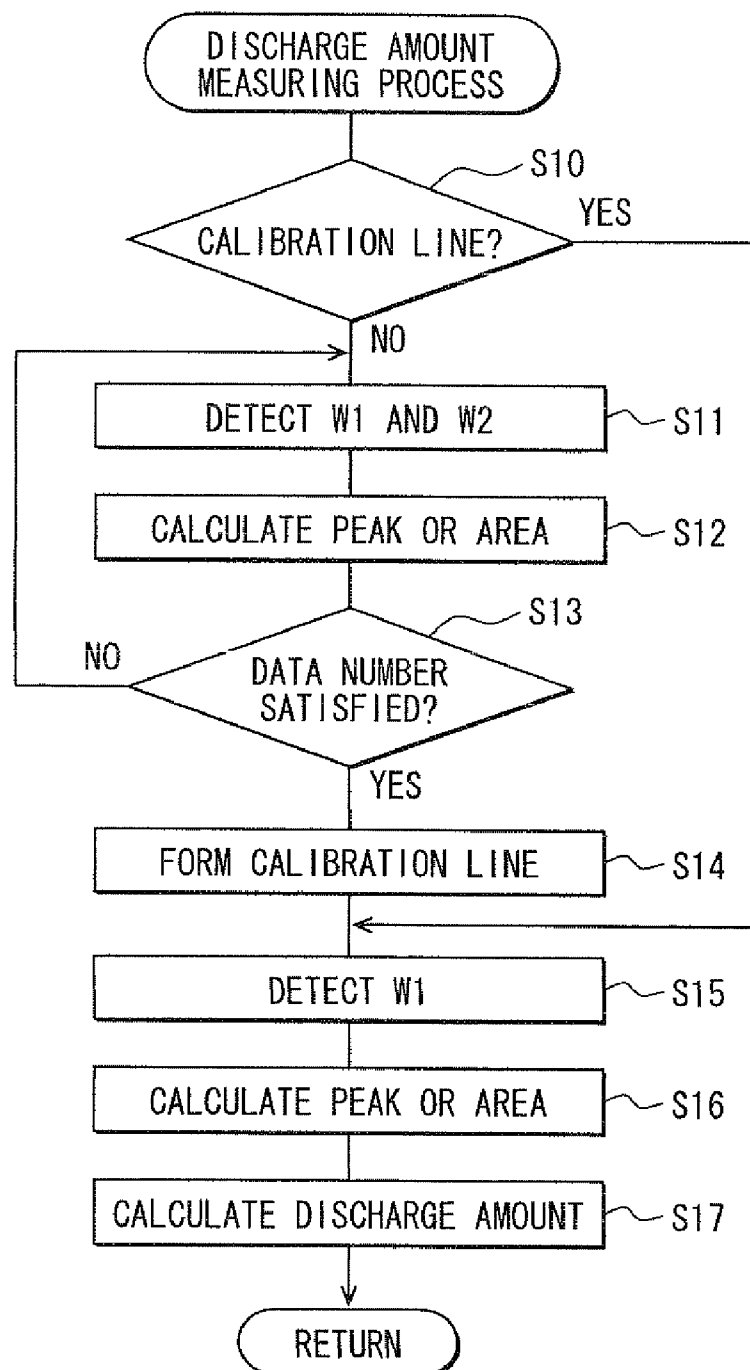 DISCHARGE AMOUNT
MEASURING PROCESS
S10
CALIBRATION LINE?
YES
NO
DETECT W1 AND W2
S11
CALCULATE PEAK OR AREA
S12
S13
NO
DATA NUMBER
SATISFIED?
YES
FORM CALIBRATION LINE
S14
DETECT W1
S15
CALCULATE PEAK OR AREA
S16
CALCULATE DISCHARGE AMOUNT
S17
RETURN